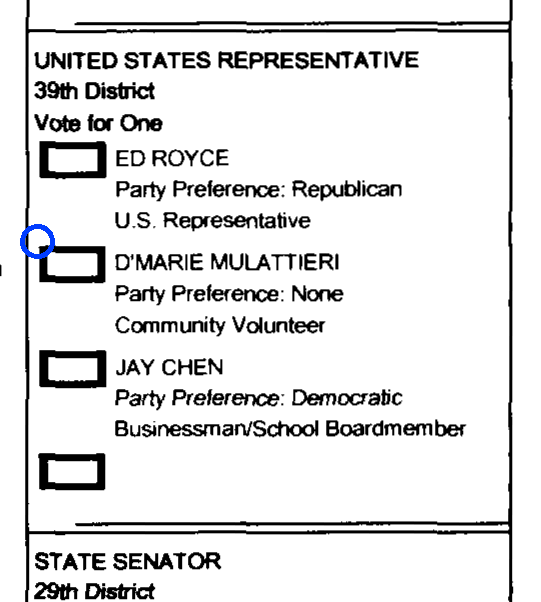 UNITED STATES REPRESENTATIVE
39th District
Vote for One
ED ROYCE
Party Preference: Republican
U.S. Representative
D'MARIE MULATTIERI
Party Preference: None
Community Volunteer
JAY CHEN
Party Preference: Democratic
Businessman/School Boardmember
STATE SENATOR
29th District